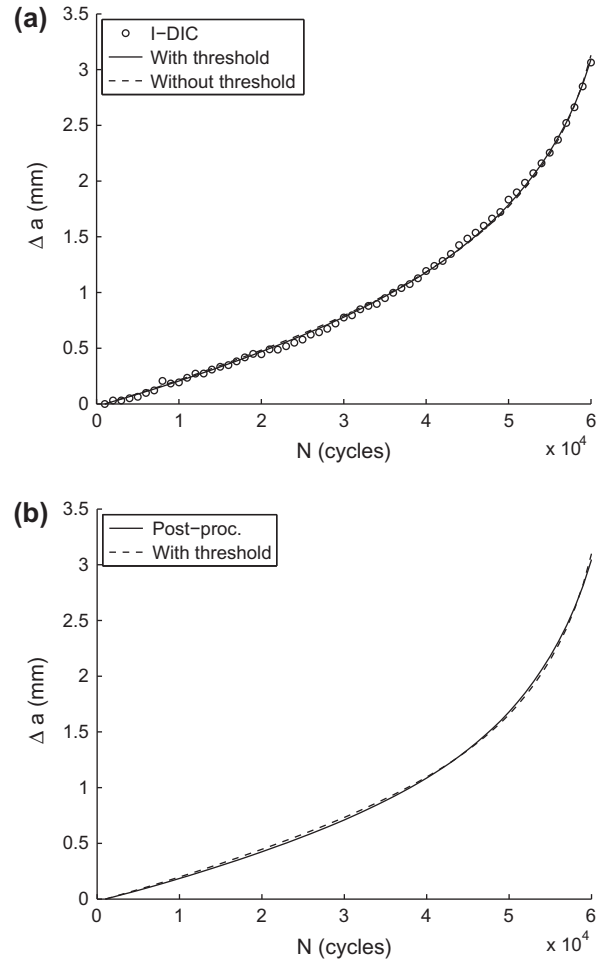 (a)
I−DIC
With threshold
Without threshold
3.5
3
2.5
2
1.5
1
0.5
0
Δ a (mm)
0 1 2 3 4 5 6
x 10^4
N (cycles)
(b)
Post−proc.
With threshold
3.5
3
2.5
2
1.5
1
0.5
0
Δ a (mm)
0 1 2 3 4 5 6
x 10^4
N (cycles)